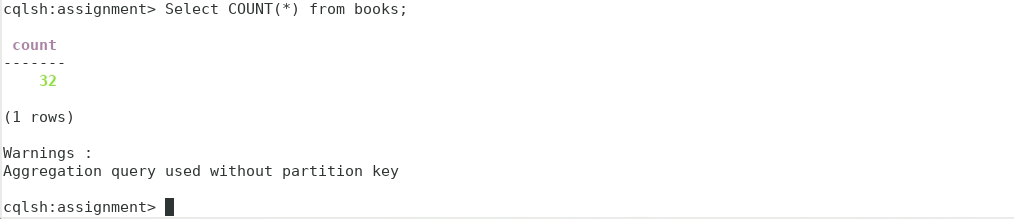 cqlsh:assignment> Select COUNT(*) from books;
count
-------
32
(1 rows)
Warnings :
Aggregation query used without partition key
cqlsh:assignment>